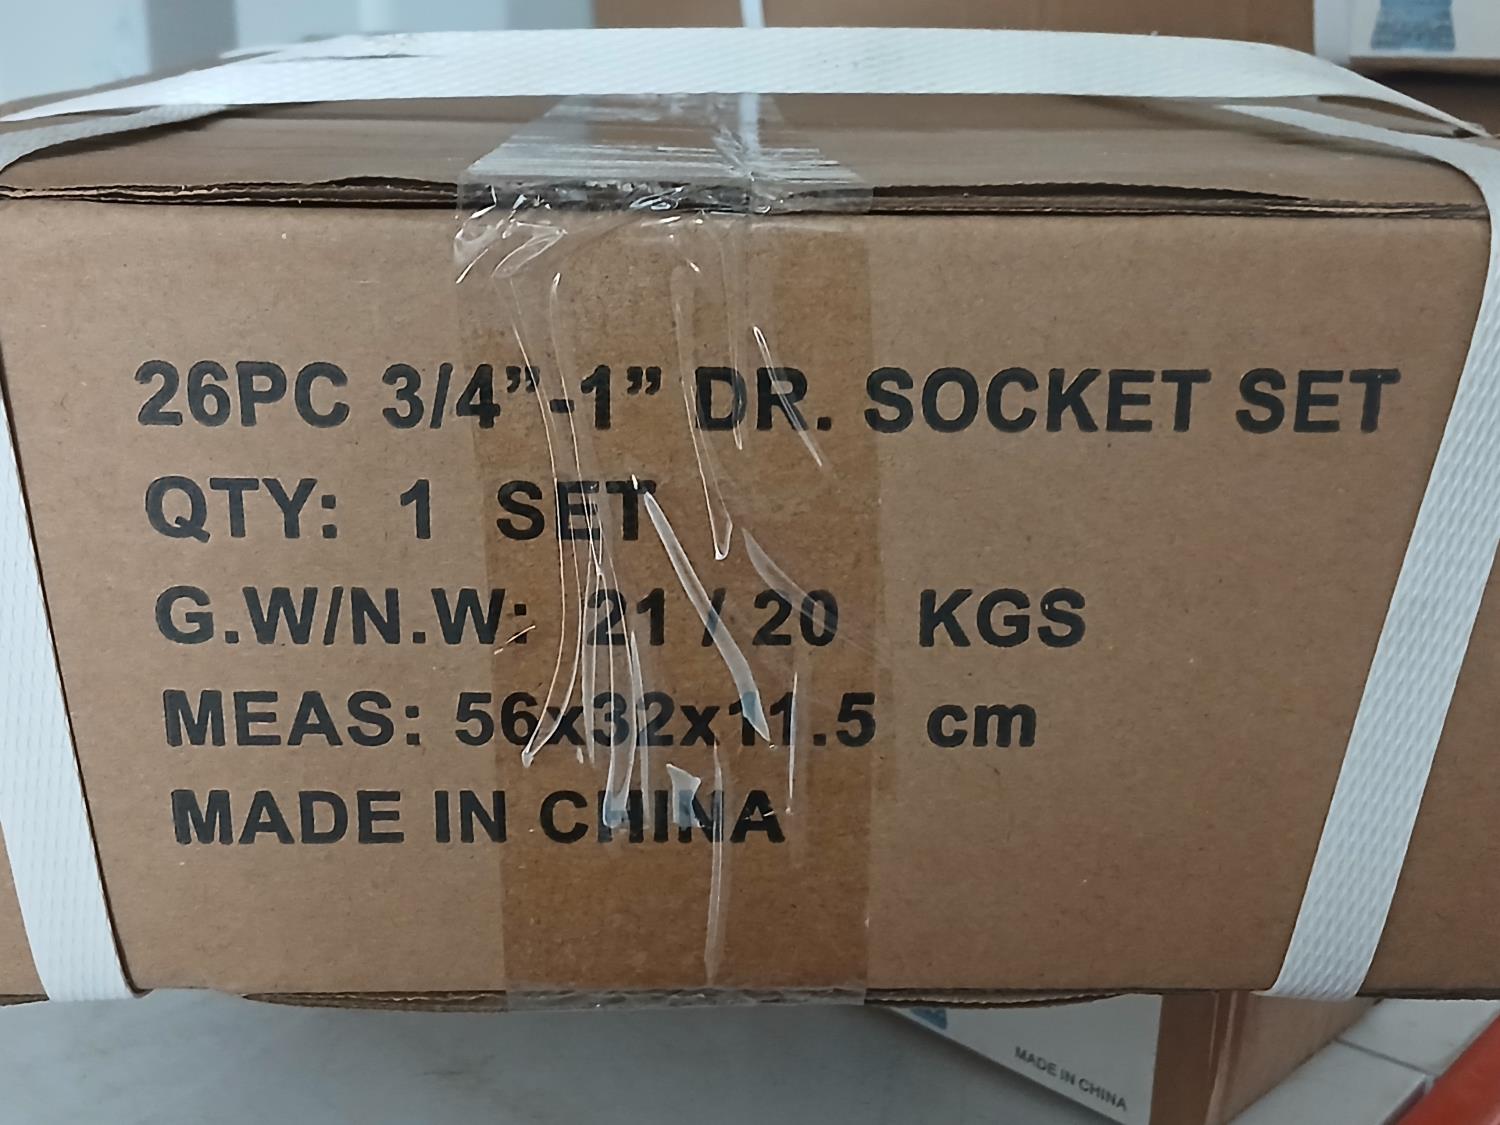 26PC 3/4”-1” DR. SOCKET SET
QTY: 1 SET
G.W/N.W: 21 / 20 KGS
MEAS: 56x32x11.5 cm
MADE IN CHINA
MADE IN CHINA